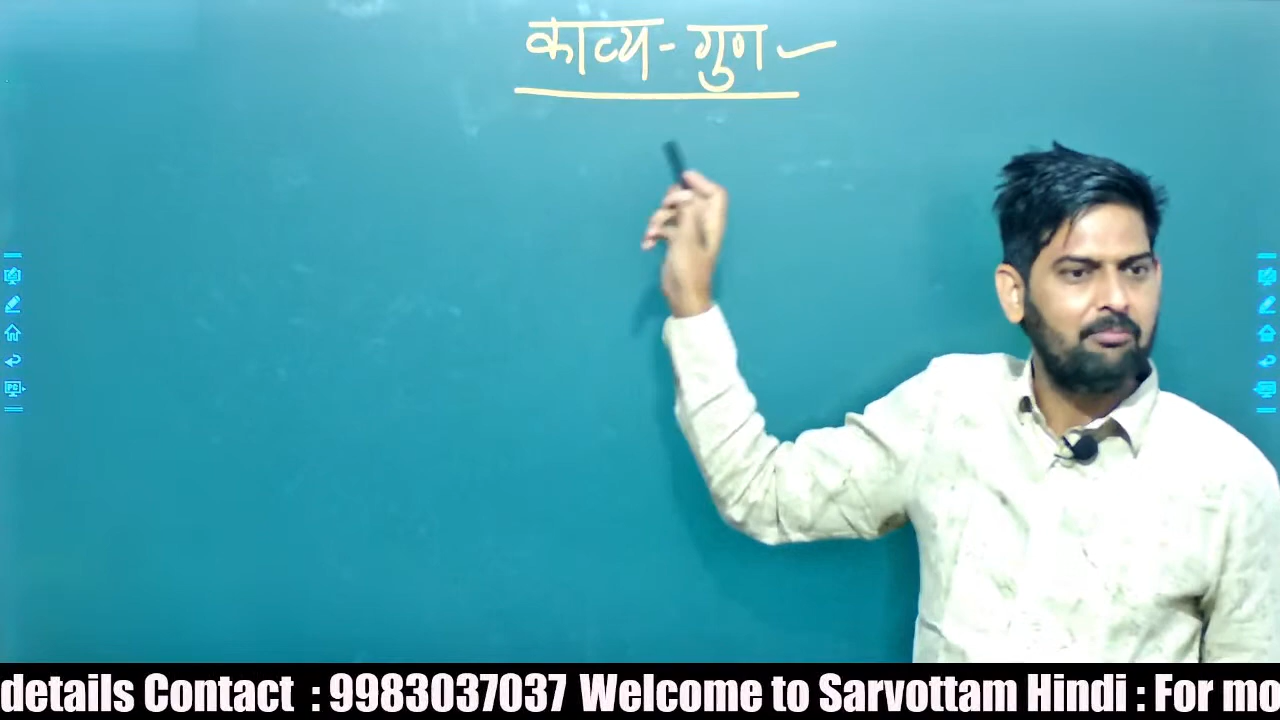 काव्य - गुण
details Contact : 9983037037 Welcome to Sarvottam Hindi : For mo